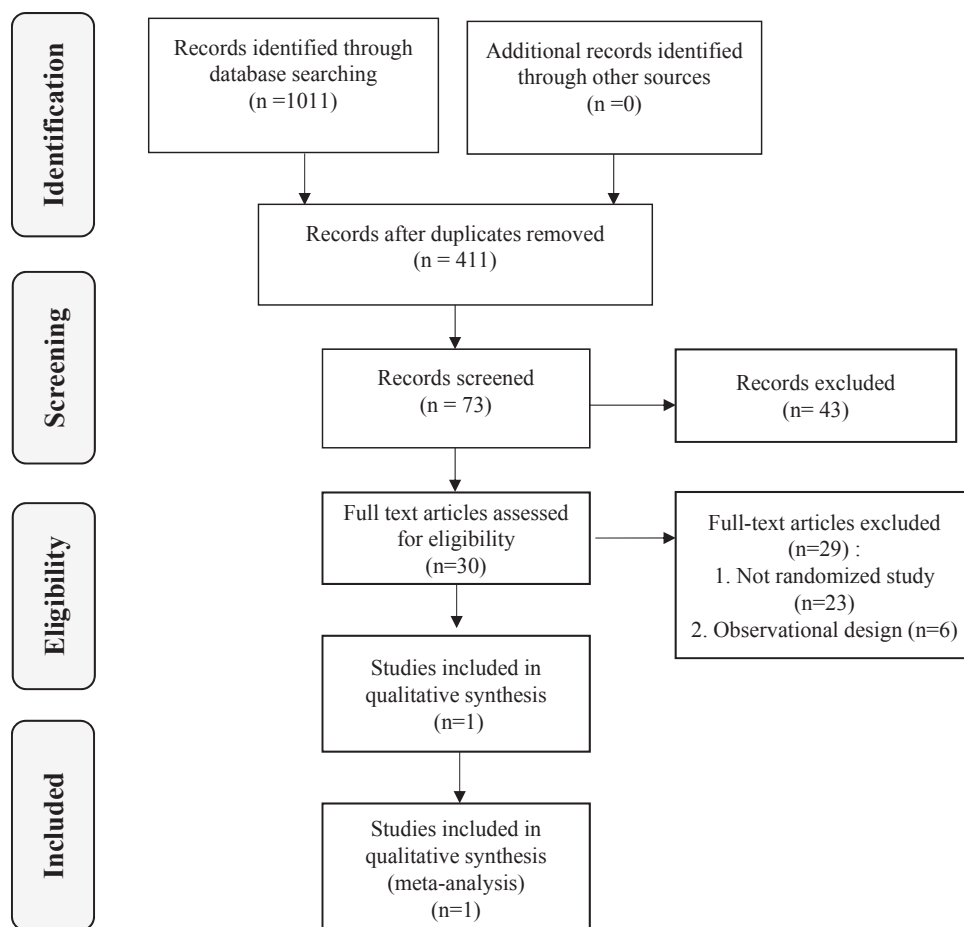 Identification
Records identified through
database searching
(n =1011)
Additional records identified
through other sources
(n =0)
Records after duplicates removed
(n = 411)
Screening
Records screened
(n = 73)
Records excluded
(n= 43)
Eligibility
Full text articles assessed
for eligibility
(n=30)
Full-text articles excluded
(n=29) :
1. Not randomized study
(n=23)
2. Observational design (n=6)
Studies included in
qualitative synthesis
(n=1)
Included
Studies included in
qualitative synthesis
(meta-analysis)
(n=1)